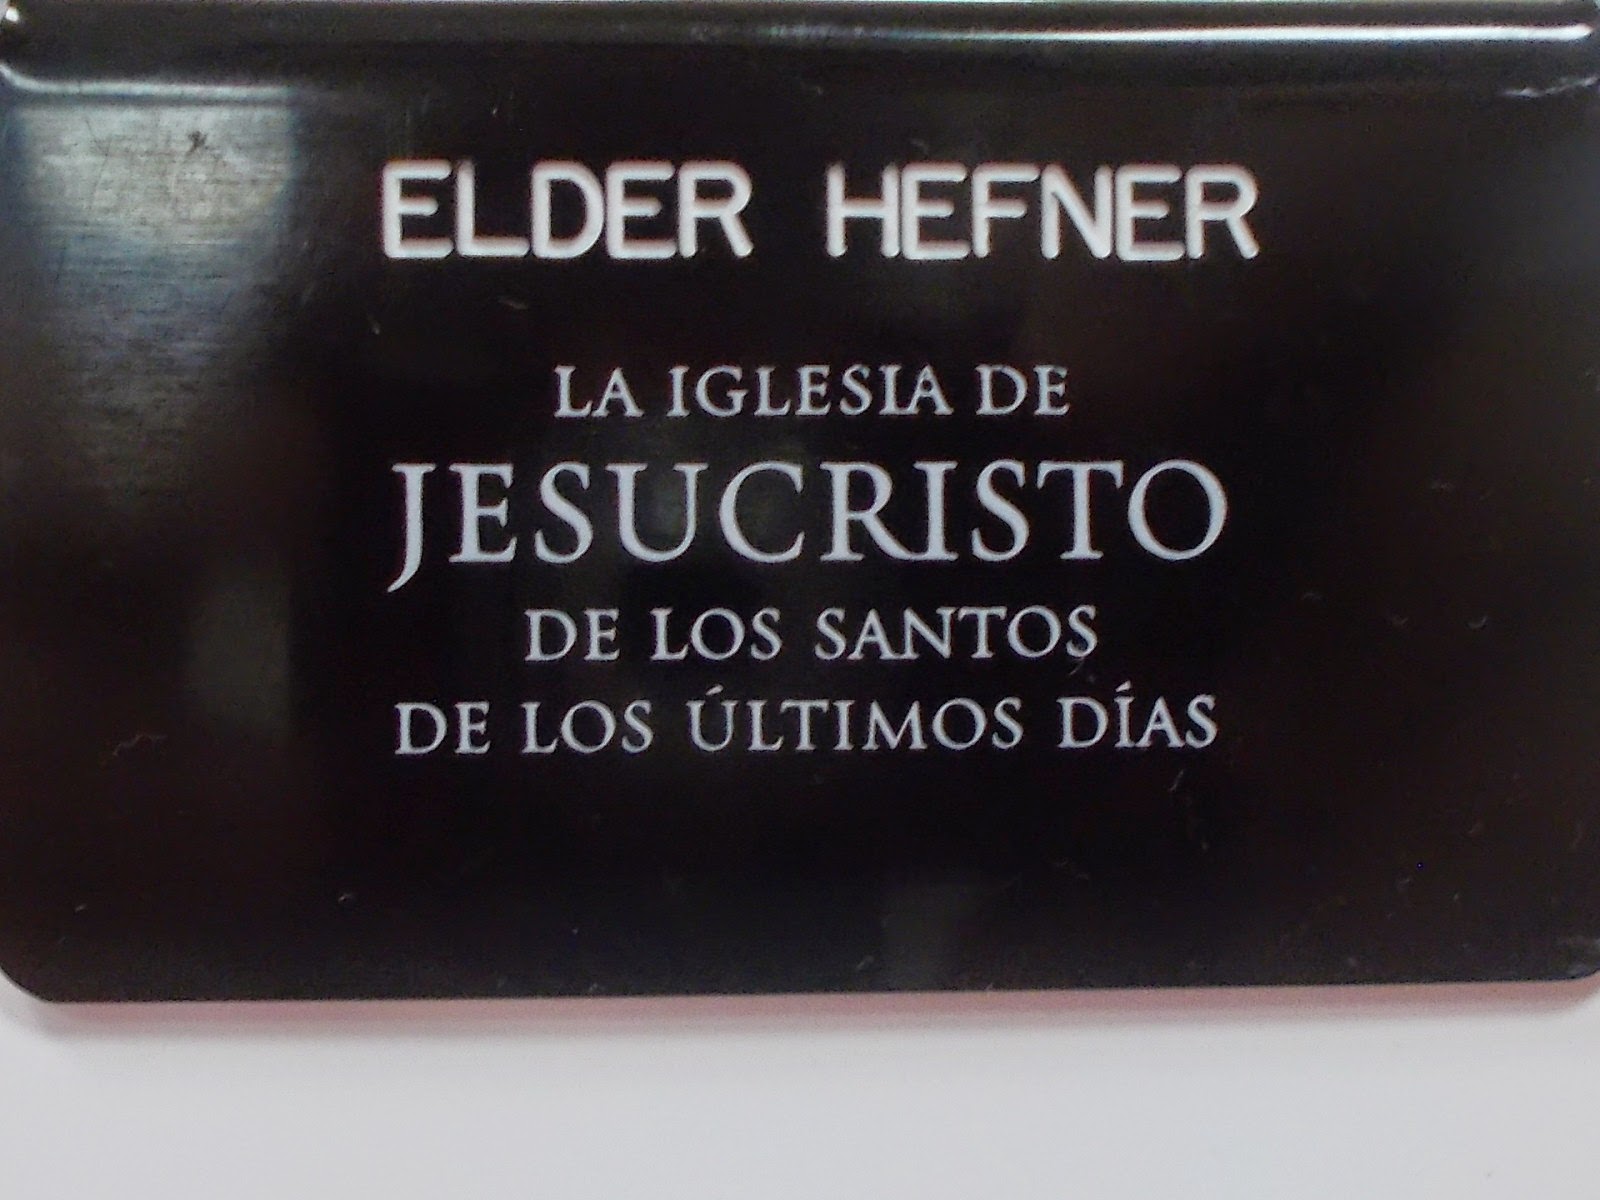 ELDER HEFNER
LA IGLESIA DE
JESUCRISTO
DE LOS SANTOS
DE LOS ÚLTIMOS DÍAS